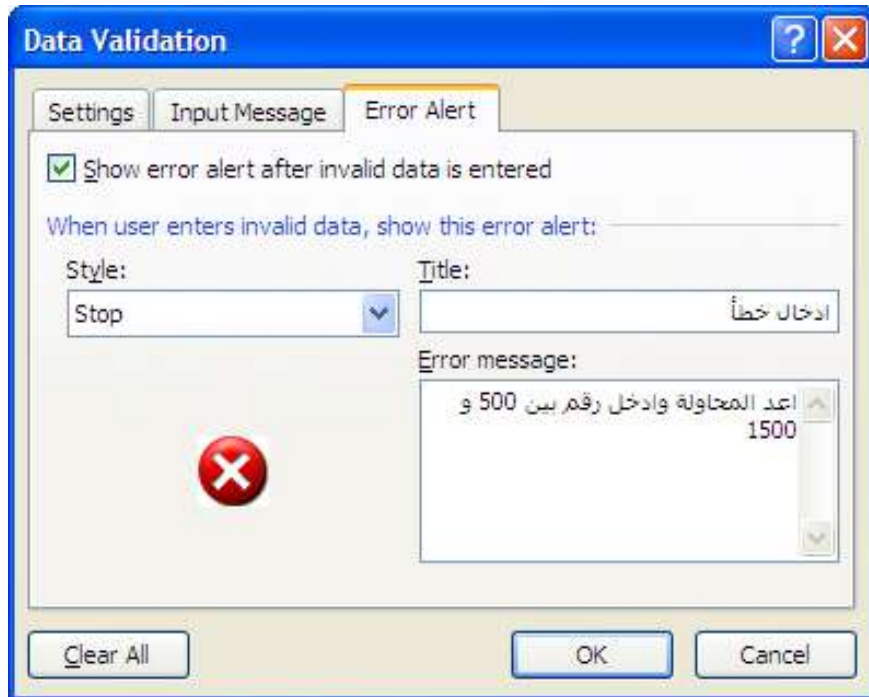 Data Validation
Settings
Input Message
Error Alert
Show error alert after invalid data is entered
When user enters invalid data, show this error alert:
Style:
Title:
Stop
ادخال خطأ
Error message:
اعد المحاولة وادخل رقم بين 500 و
1500
Clear All
OK
Cancel